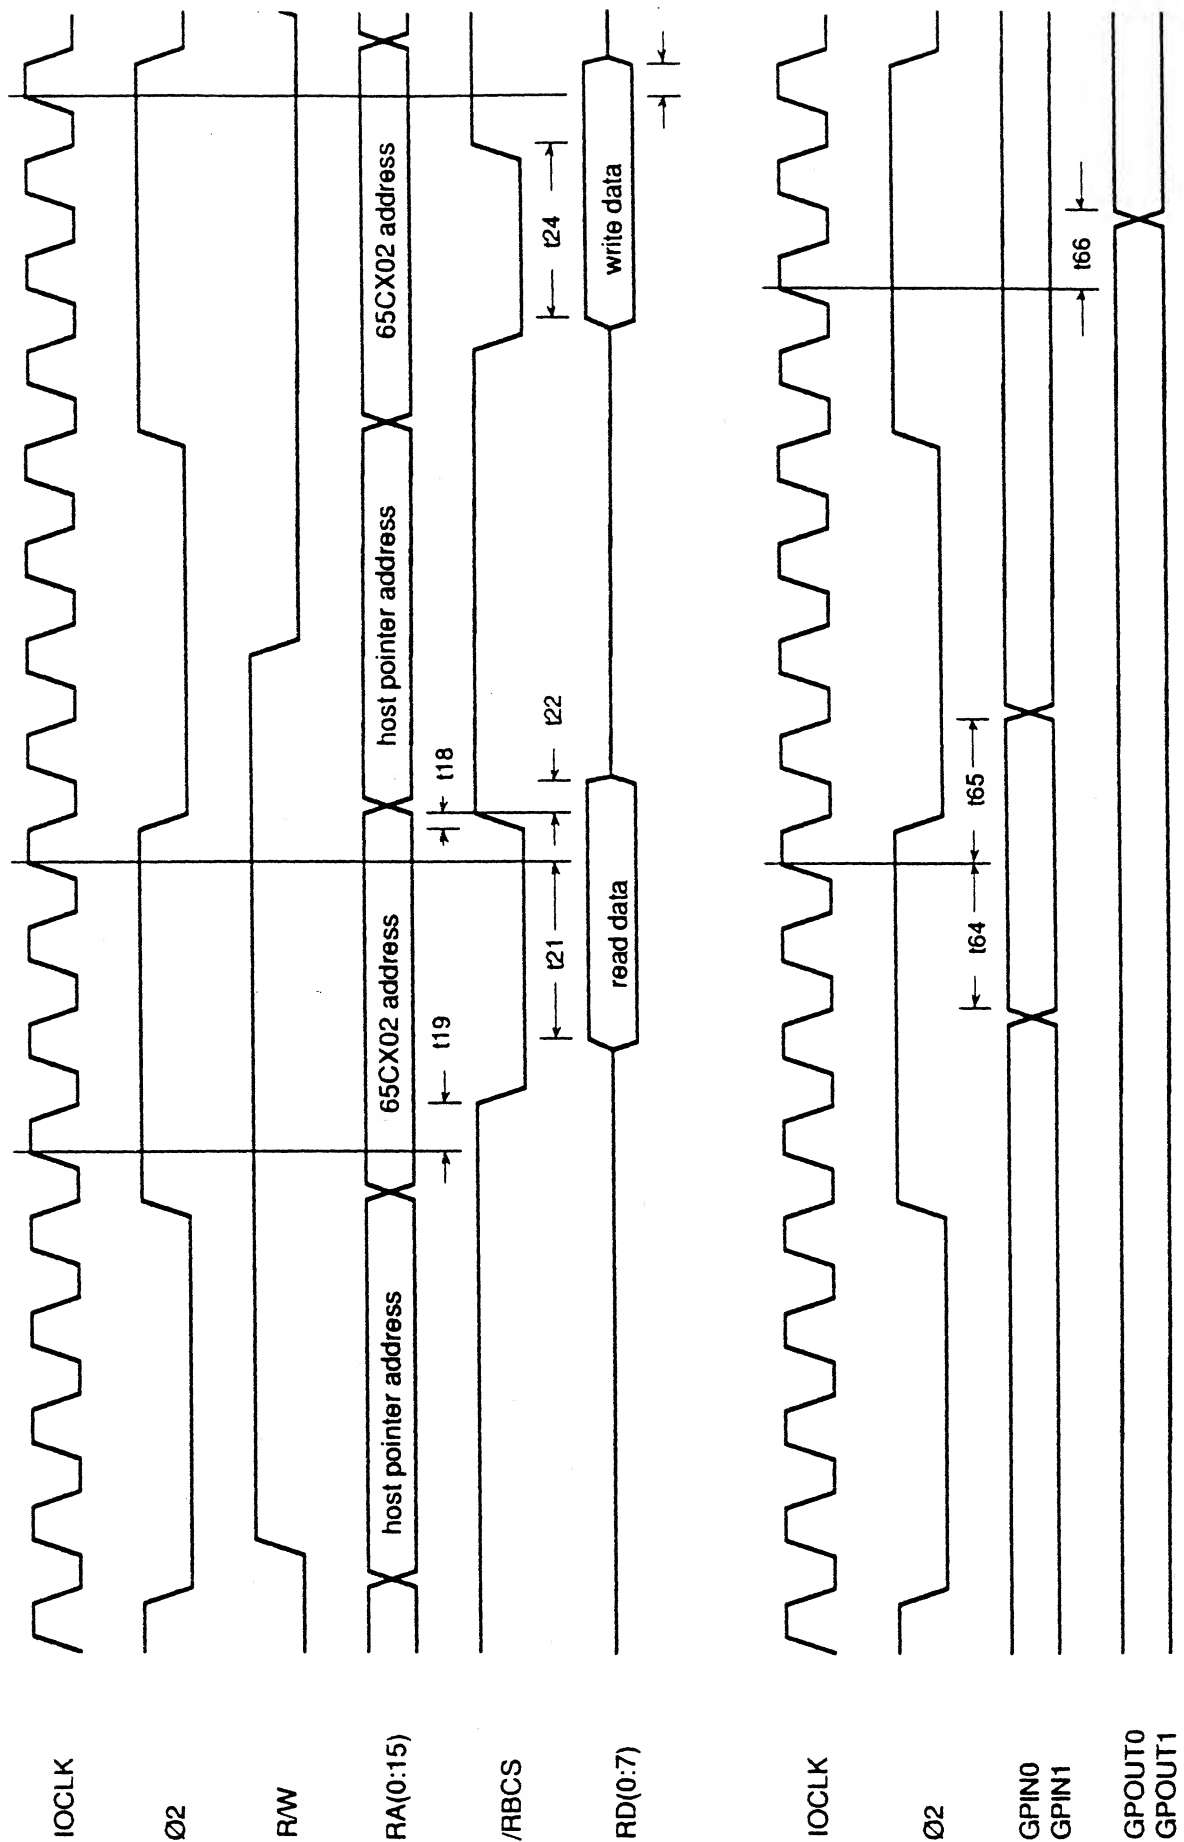 IOCLK
Ø2
R/W
RA(0:15)
host pointer address
65CX02 address
host pointer address
65CX02 address
/RBCS
t19
t18
RD(0:7)
read data
write data
t21
t22
t24
IOCLK
Ø2
GPIN0
GPIN1
t64
t65
GPOUT0
GPOUT1
t66